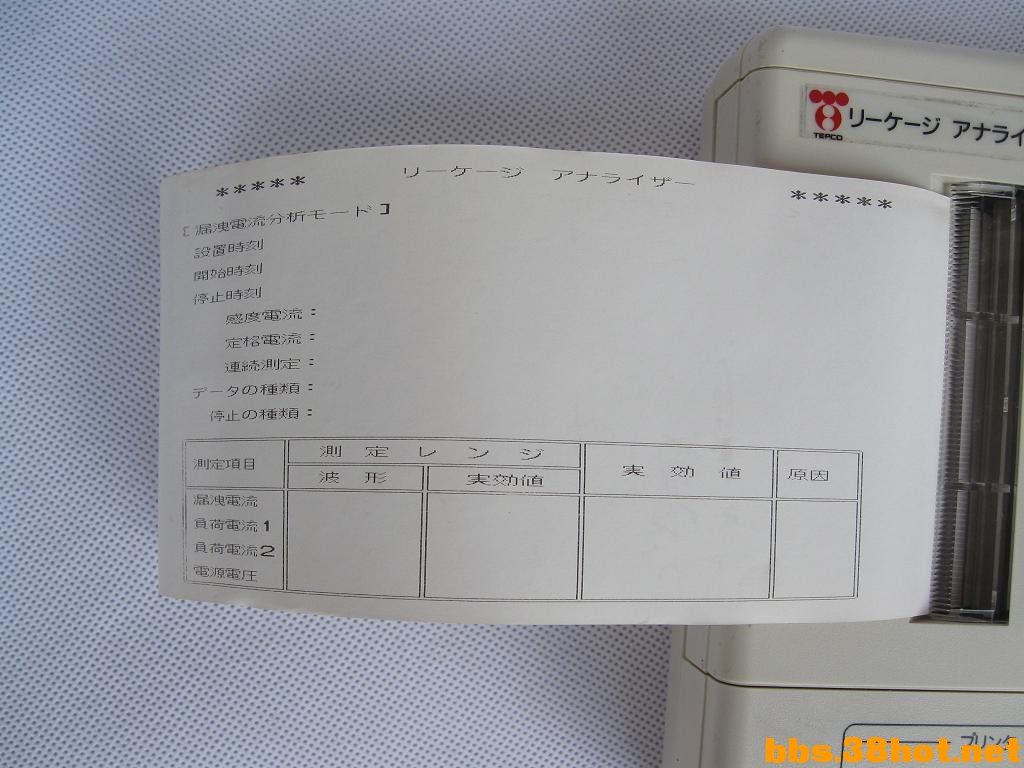 TEPCO
リーケージ アナライ
***** リーケージ アナライザー *****
[漏洩電流分析モード]
設置時刻
開始時刻
停止時刻
感度電流:
定格電流:
連続測定:
データの種類:
停止の種類:
測定項目 測定レンジ 実効値 原因
波形 実効値
漏洩電流
負荷電流1
負荷電流2
電源電圧
プリンタ
bbs.38hot.net